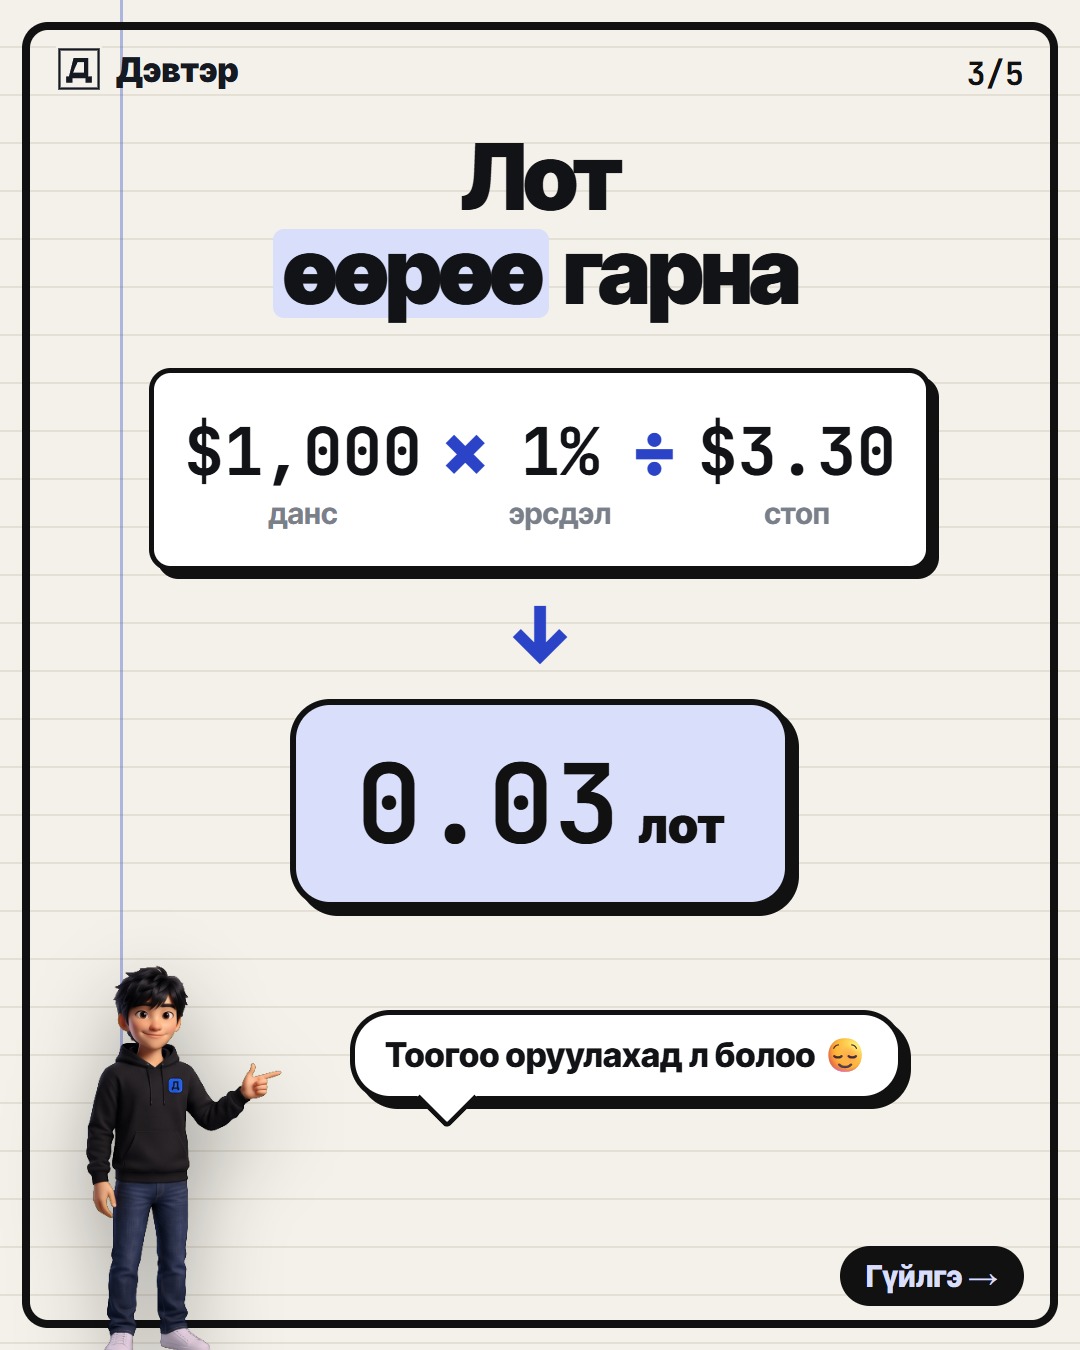 Д Дэвтэр
3/5
Лот
өөрөө гарна
$1,000 × 1% ÷ $3.30
данс эрсдэл стоп
↓
0.03 лот
Д
Тоогоо оруулахад л болоо 😌
Гүйлгэ →